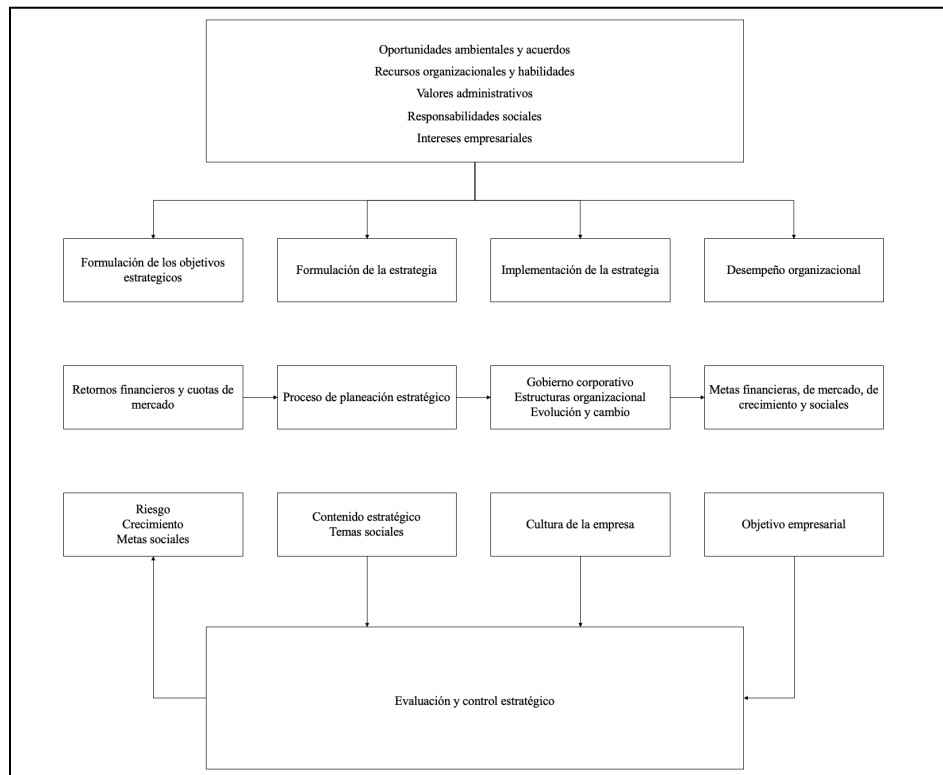 Oportunidades ambientales y acuerdos
Recursos organizacionales y habilidades
Valores administrativos
Responsabilidades sociales
Intereses empresariales
Formulación de los objetivos
estrategicos
Formulación de la estrategia
Implementación de la estrategia
Desempeño organizacional
Retornos financieros y cuotas de
mercado
Proceso de planeación estratégico
Gobierno corporativo
Estructuras organizacional
Evolución y cambio
Metas financieras, de mercado, de
crecimiento y sociales
Riesgo
Crecimiento
Metas sociales
Contenido estratégico
Temas sociales
Cultura de la empresa
Objetivo empresarial
Evaluación y control estratégico